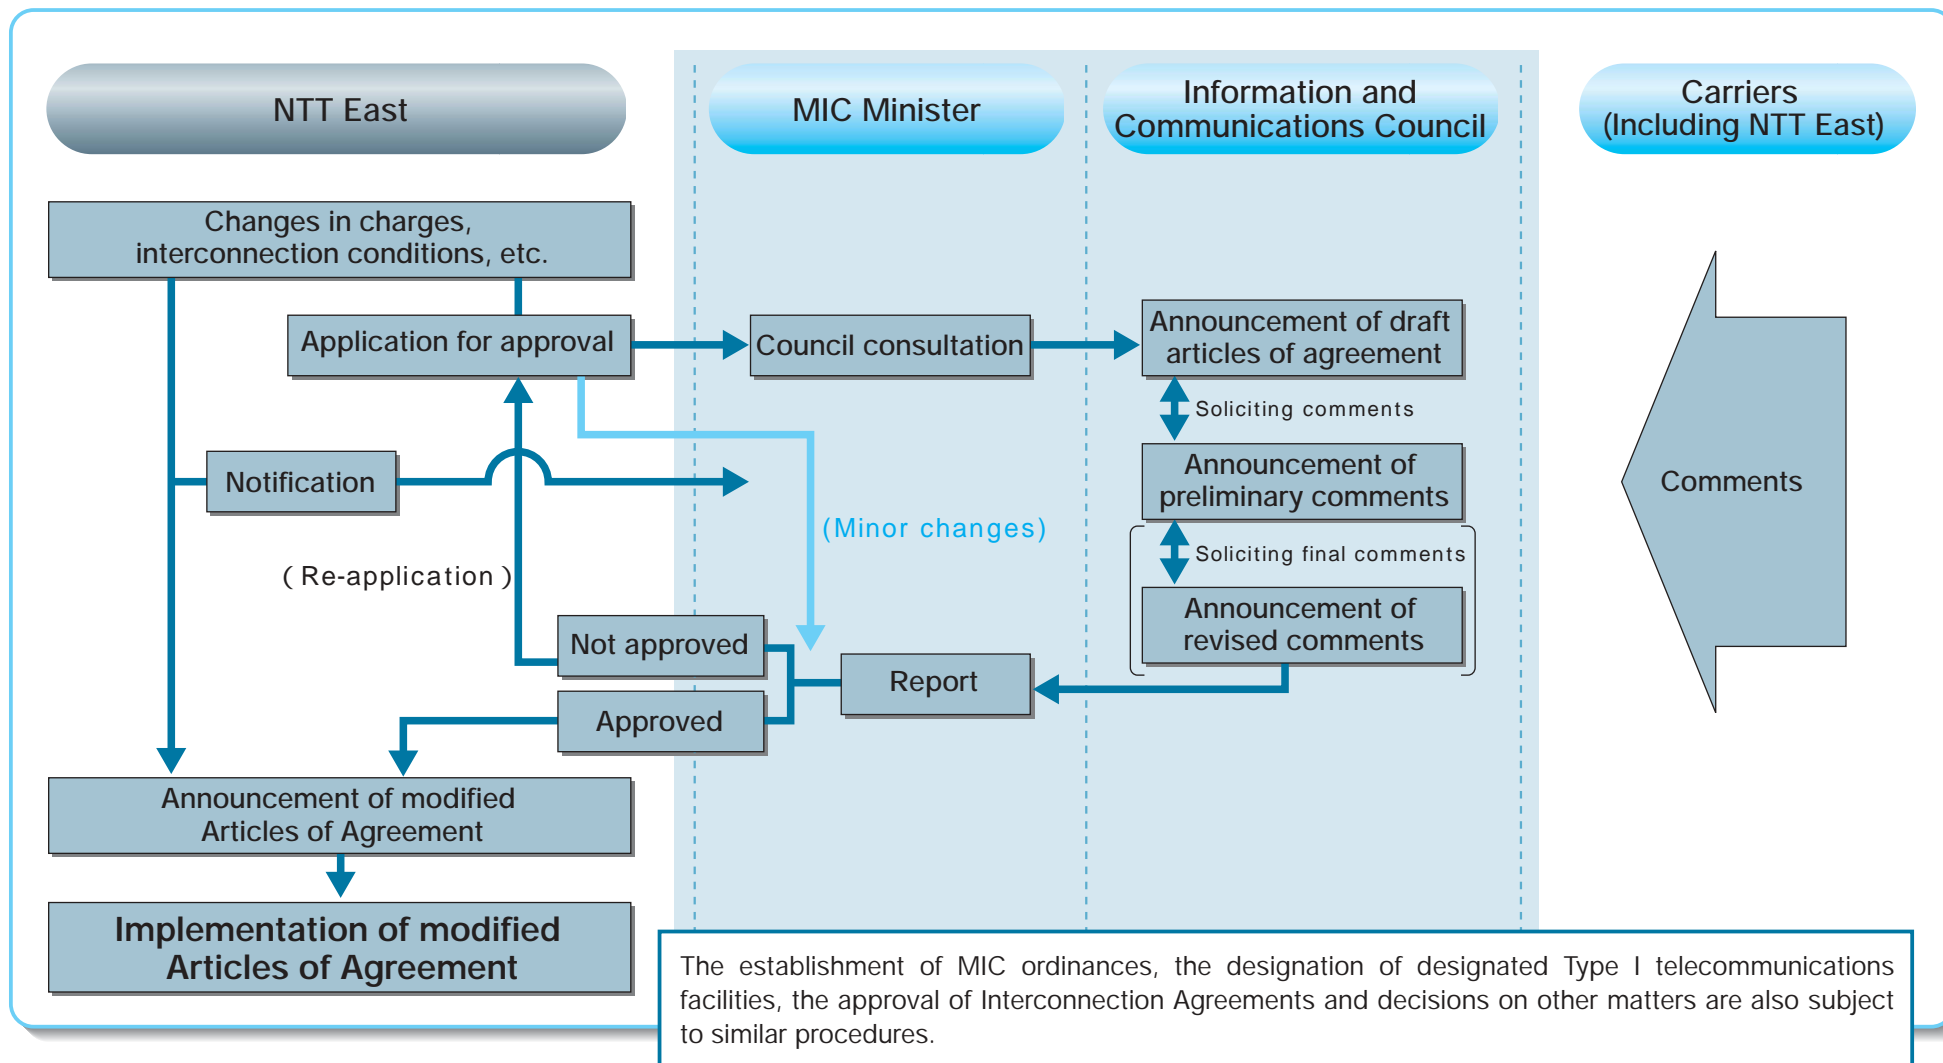 NTT East
MIC Minister
Information and
Communications Council
Carriers
(Including NTT East)
Changes in charges,
interconnection conditions, etc.
Application for approval
Council consultation
Announcement of draft
articles of agreement
Soliciting comments
Notification
Announcement of
preliminary comments
Comments
(Minor changes)
Soliciting final comments
(Re-application)
Announcement of
revised comments
Not approved
Report
Approved
Announcement of modified
Articles of Agreement
Implementation of modified
Articles of Agreement
The establishment of MIC ordinances, the designation of designated Type I telecommunications
facilities, the approval of Interconnection Agreements and decisions on other matters are also subject
to similar procedures.